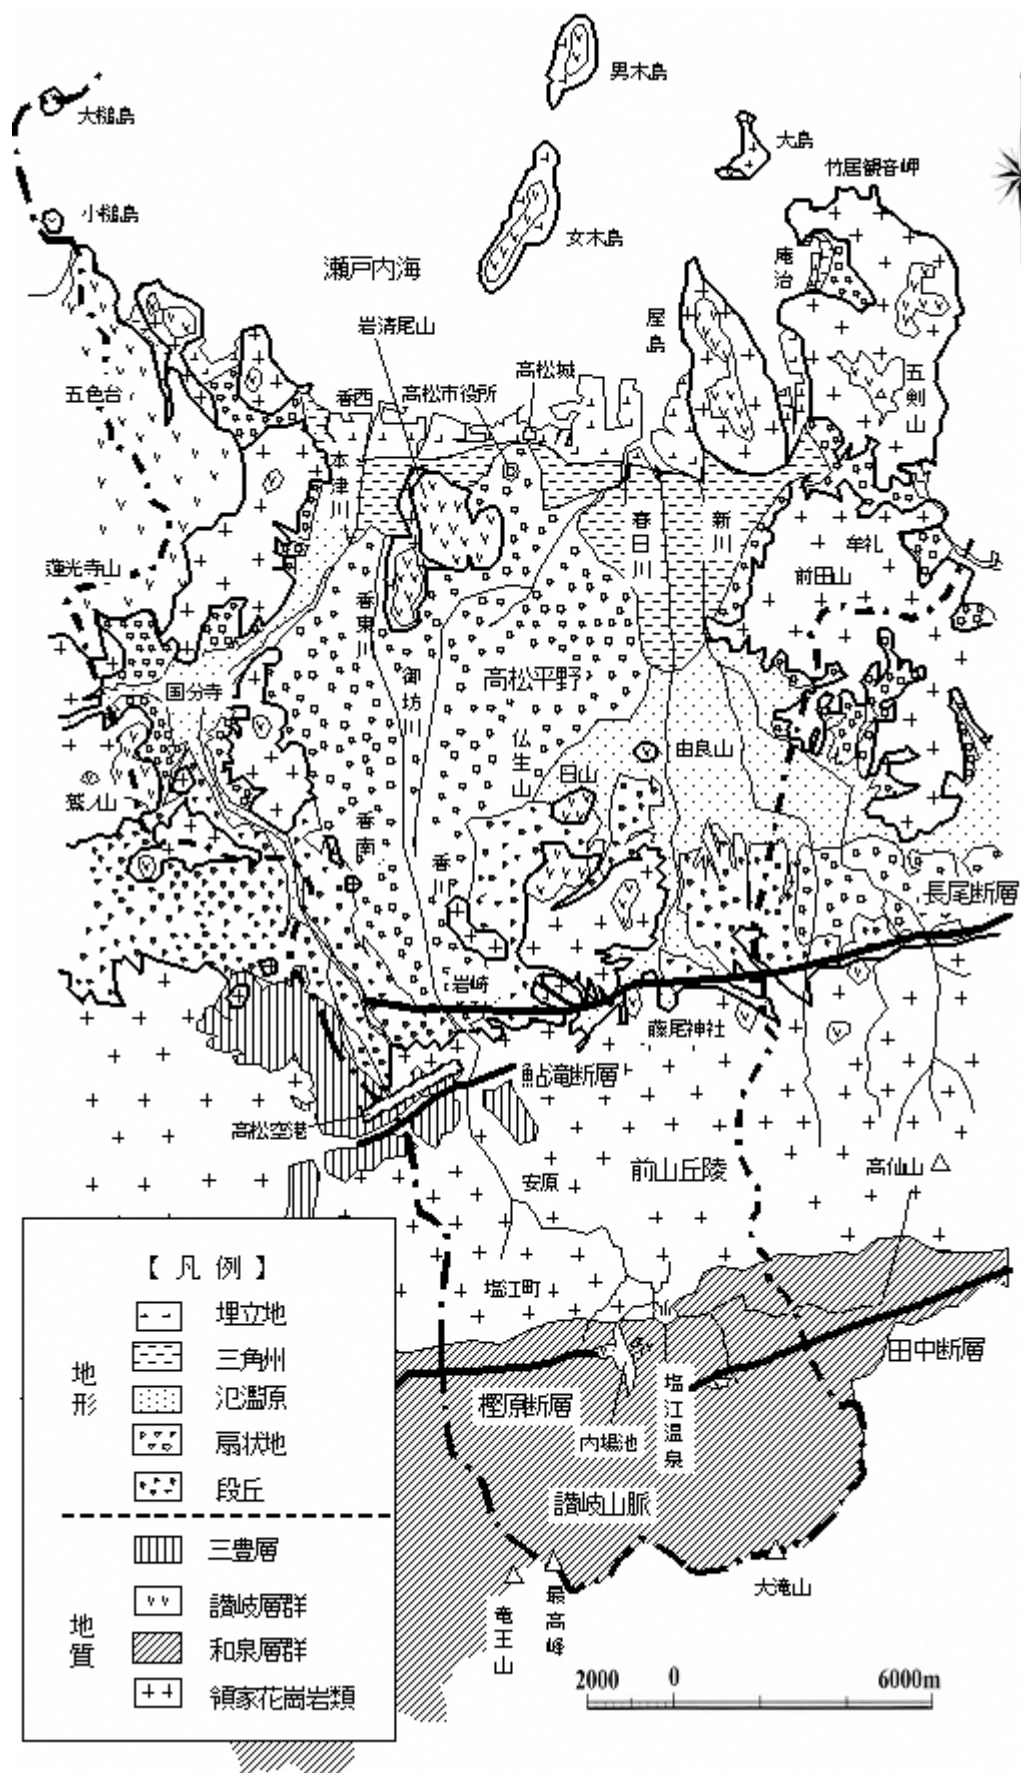 男木島
大槌島
大島
竹居観音岬
小槌島
女木島
庵治
瀬戸内海
岩清尾山
屋島
高松城
五色台
香西
高松市役所
五剣山
本津川
春日川
新川
牟礼
蓮光寺山
前田山
香東川
御坊川
高松平野
国分寺
仏生山
由良山
日山
鷲ノ山
香南
香川
長尾断層
岩崎
藤尾神社
鮎滝断層
高松空港
前山丘陵
高仙山
安原
塩江町
田中断層
樫原断層
塩江温泉
内場池
讃岐山脈
大滝山
最高峰
竜王山
【 凡 例 】
地形
埋立地
三角州
氾濫原
扇状地
段丘
地質
三豊層
讃岐層群
和泉層群
領家花崗岩類
2000 0 6000m